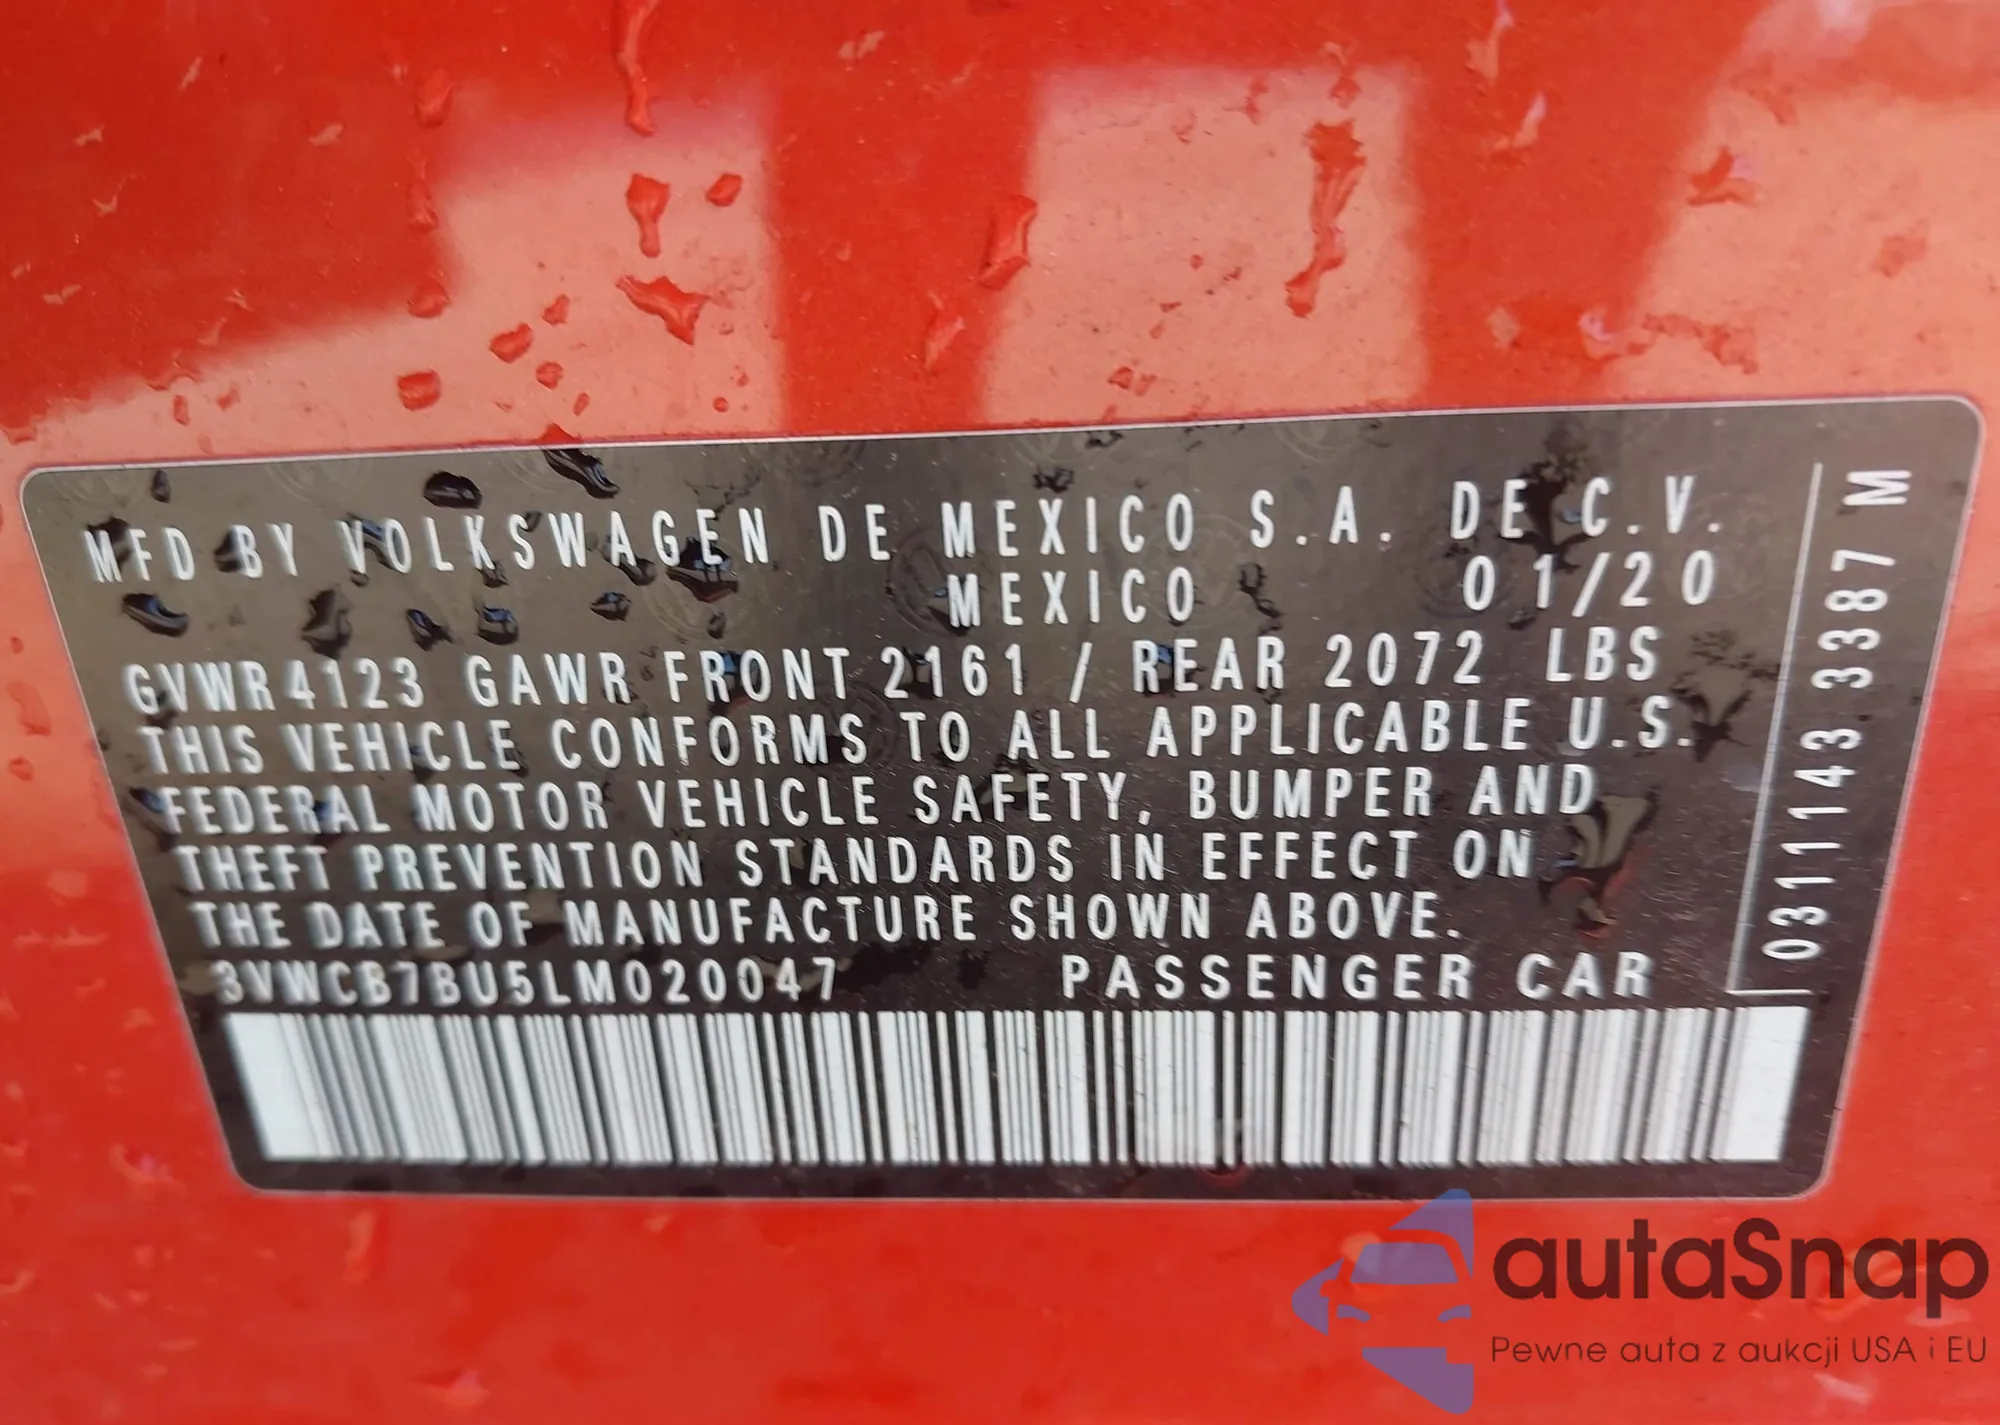 MFD BY VOLKSWAGEN DE MEXICO S.A. DE C.V.
MEXICO 01/20
GVWR 4123 GAWR FRONT 2161 / REAR 2072 LBS
THIS VEHICLE CONFORMS TO ALL APPLICABLE U.S.
FEDERAL MOTOR VEHICLE SAFETY, BUMPER AND
THEFT PREVENTION STANDARDS IN EFFECT ON
THE DATE OF MANUFACTURE SHOWN ABOVE.
3VWCB7BU5LM020047 PASSENGER CAR
0311143 3387 M
autaSnap
Pewne auta z aukcji USA i EU